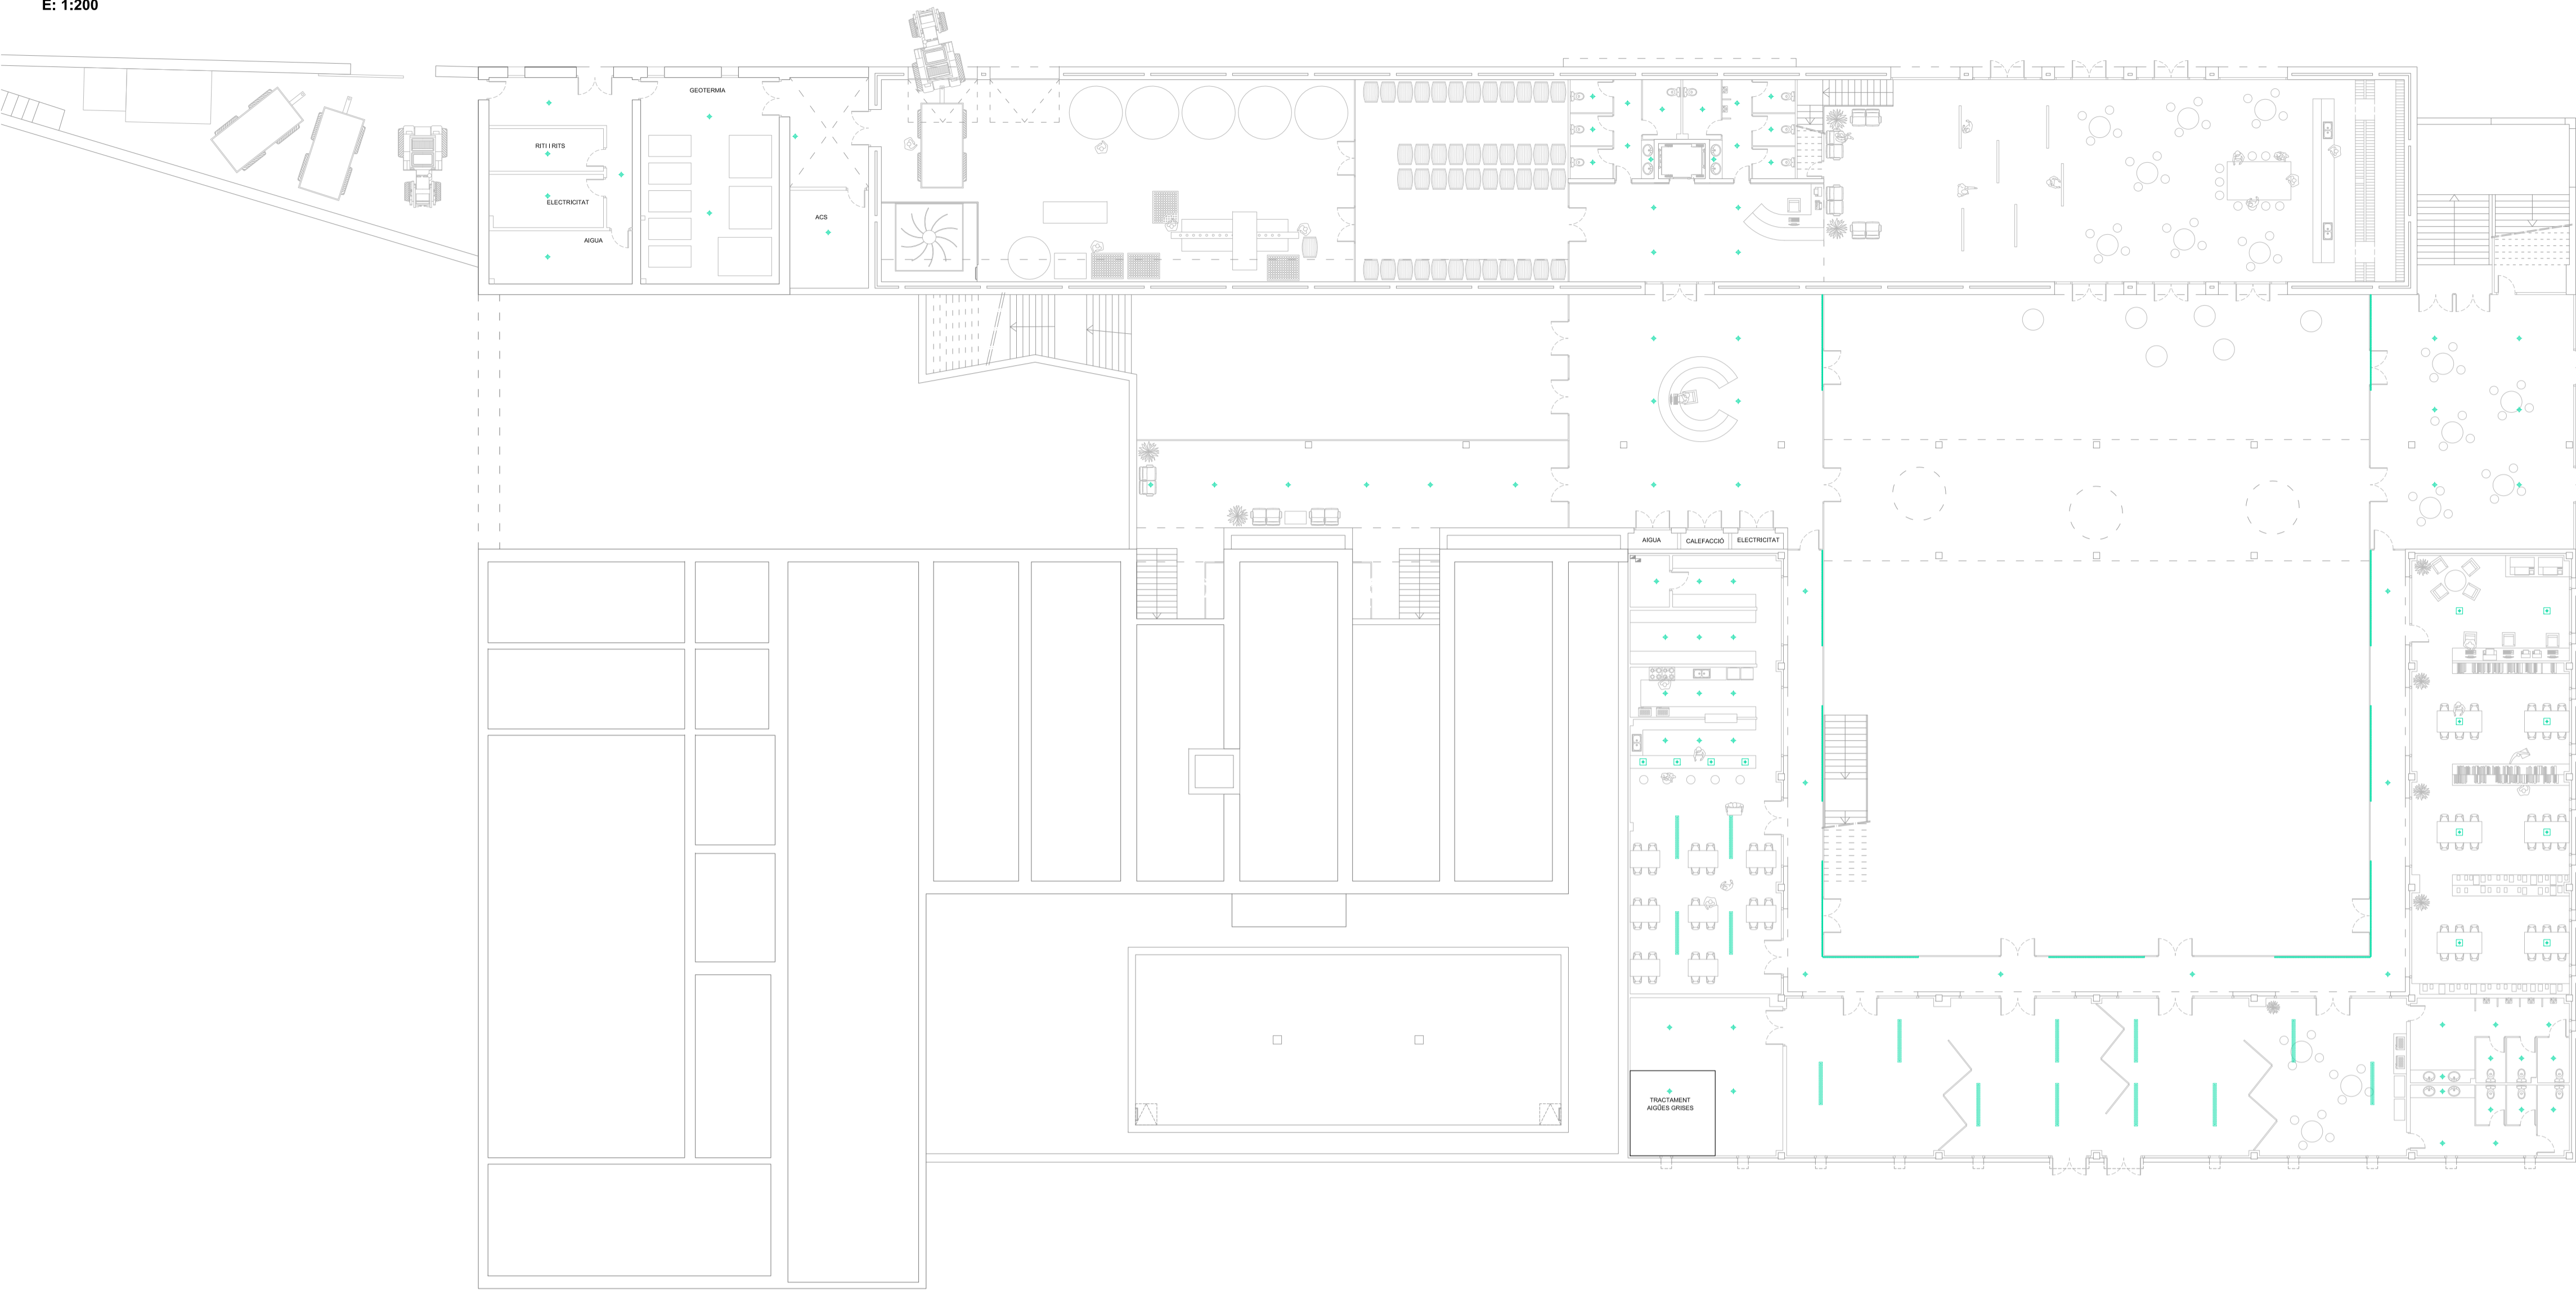 E: 1:200
GEOTERMIA
RITI I RITS
ELECTRICITAT
ACS
AIGUA
AIGUA
CALEFACCIÓ
ELECTRICITAT
TRACTAMENT
AIGÜES GRISES